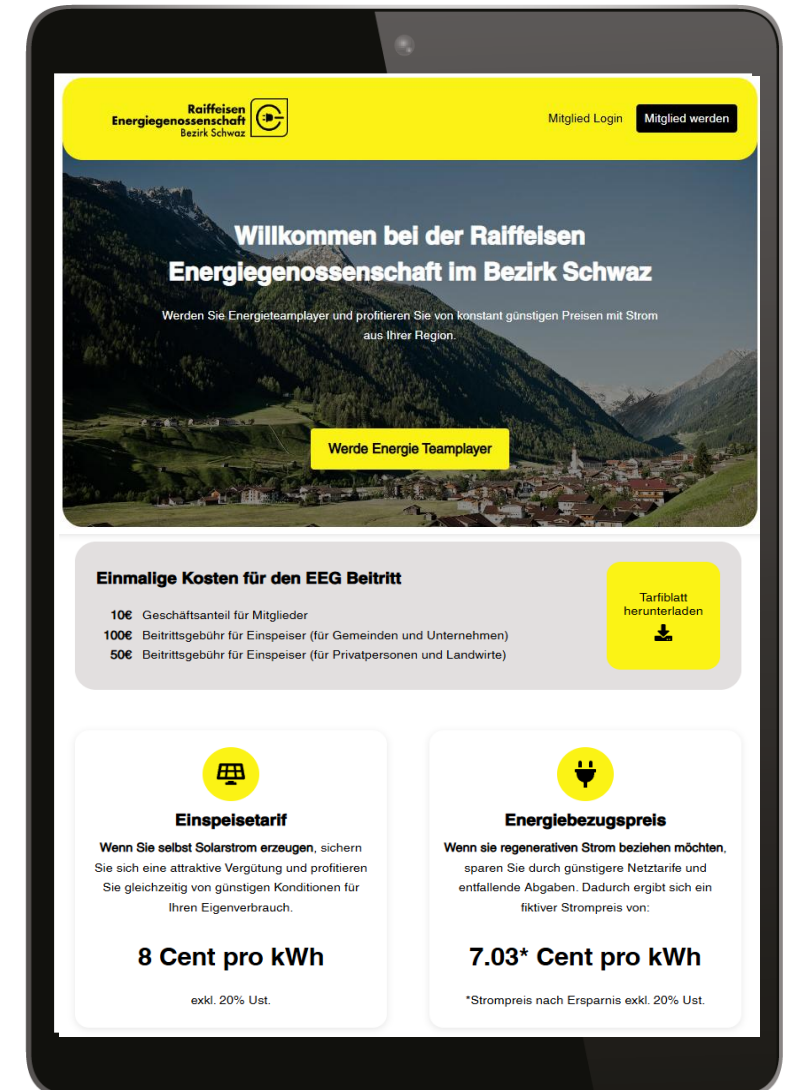 Raiffeisen
Energiegenossenschaft
Bezirk Schwaz
Mitglied Login
Mitglied werden
Willkommen bei der Raiffeisen
Energiegenossenschaft im Bezirk Schwaz
Werden Sie Energieteamplayer und profitieren Sie von konstant günstigen Preisen mit Strom
aus Ihrer Region.
Werde Energie Teamplayer
Einmalige Kosten für den EEG Beitritt
10€ Geschäftsanteil für Mitglieder
100€ Beitrittsgebühr für Einspeiser (für Gemeinden und Unternehmen)
50€ Beitrittsgebühr für Einspeiser (für Privatpersonen und Landwirte)
Tarfiblatt
herunterladen
Einspeisetarif
Wenn Sie selbst Solarstrom erzeugen, sichern
Sie sich eine attraktive Vergütung und profitieren
Sie gleichzeitig von günstigen Konditionen für
Ihren Eigenverbrauch.
8 Cent pro kWh
exkl. 20% Ust.
Energiebezugspreis
Wenn sie regenerativen Strom beziehen möchten,
sparen Sie durch günstigere Netztarife und
entfallende Abgaben. Dadurch ergibt sich ein
fiktiver Strompreis von:
7.03* Cent pro kWh
*Strompreis nach Ersparnis exkl. 20% Ust.